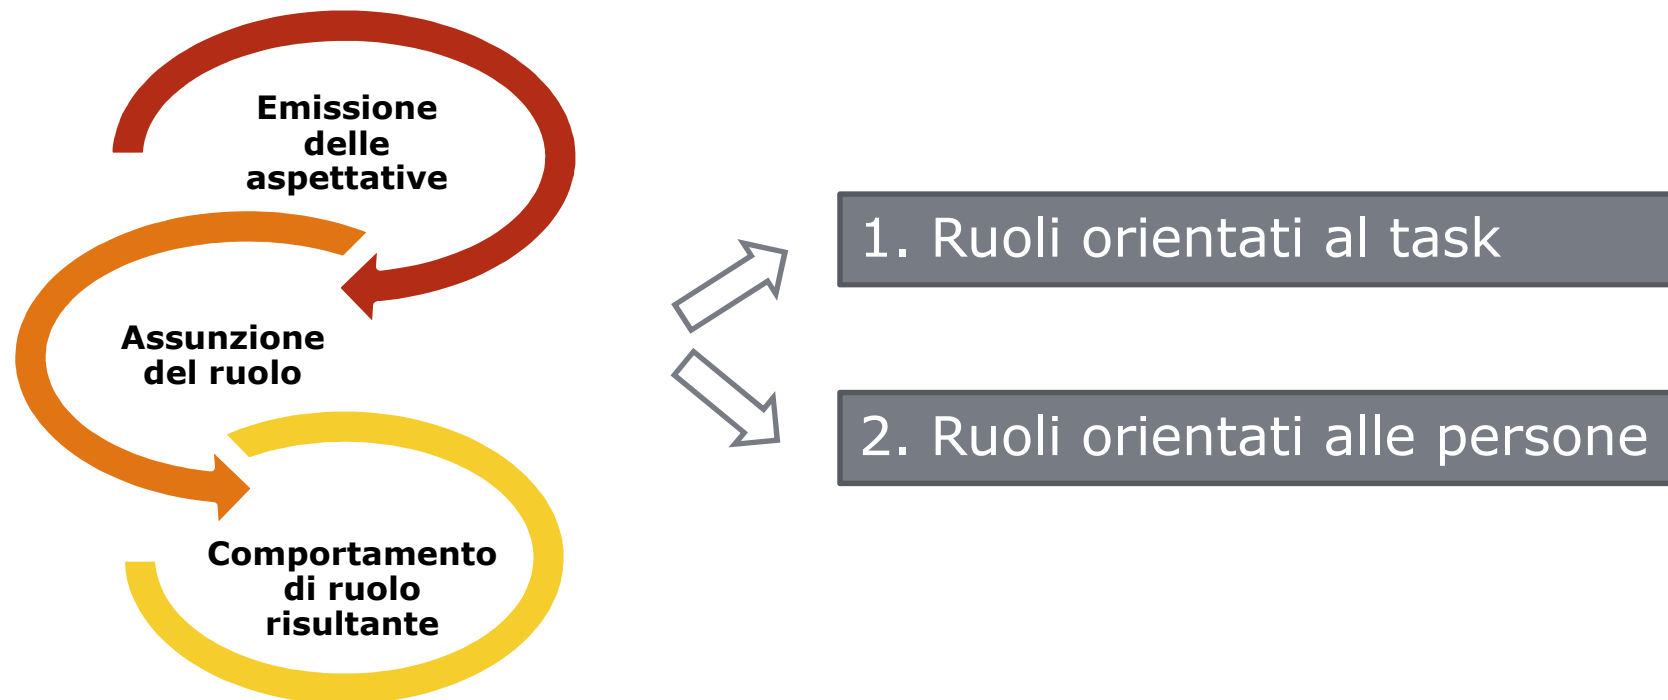 Emissione
delle
aspettative
Assunzione
del ruolo
Comportamento
di ruolo
risultante
1. Ruoli orientati al task
2. Ruoli orientati alle persone